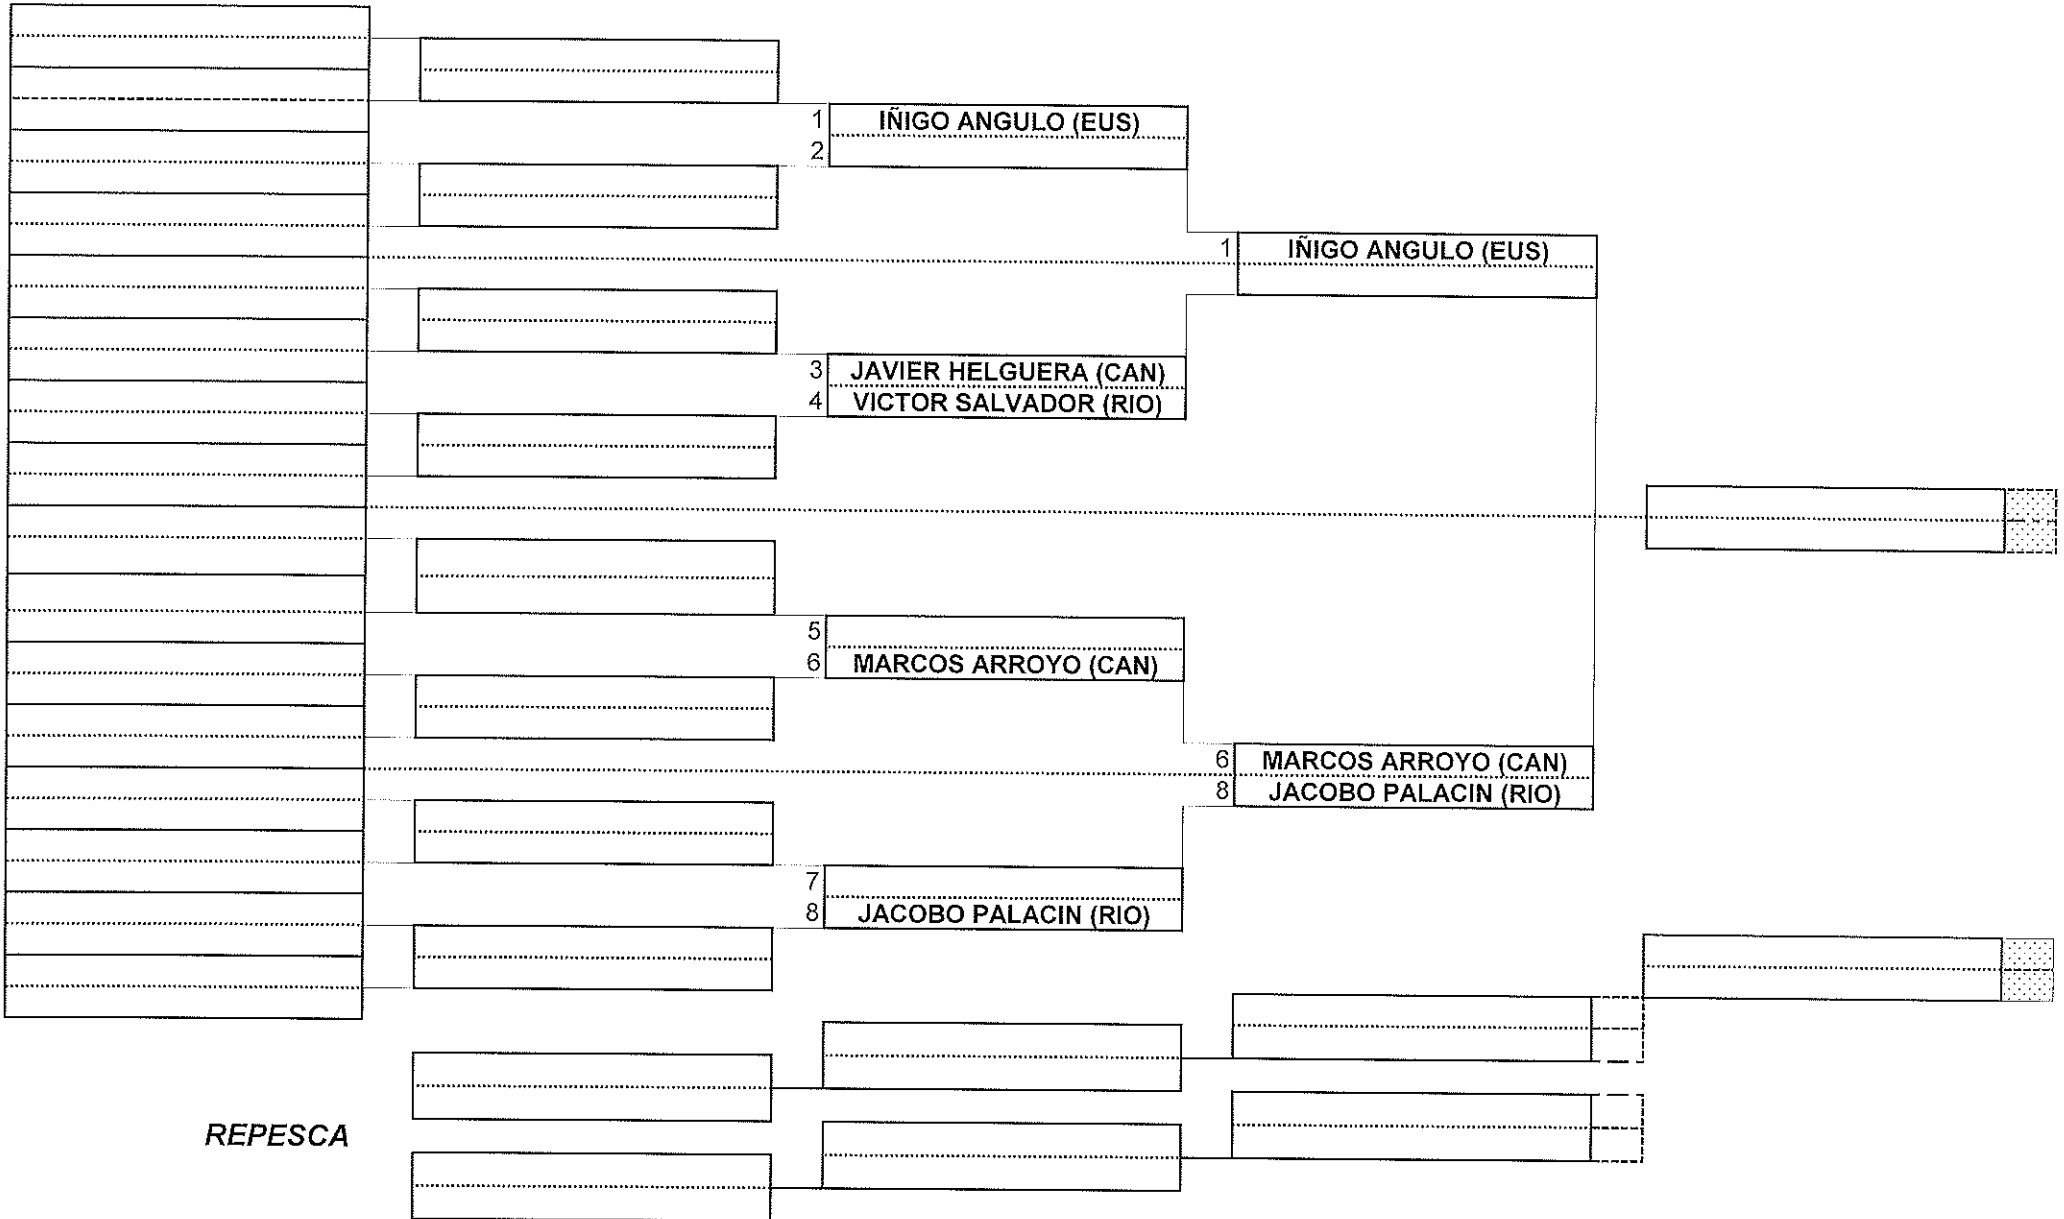 1 IÑIGO ANGULO (EUS)
2
1 IÑIGO ANGULO (EUS)
3 JAVIER HELGUERA (CAN)
4 VICTOR SALVADOR (RIO)
5
6 MARCOS ARROYO (CAN)
6 MARCOS ARROYO (CAN)
8 JACOBO PALACIN (RIO)
7
8 JACOBO PALACIN (RIO)
REPESCA